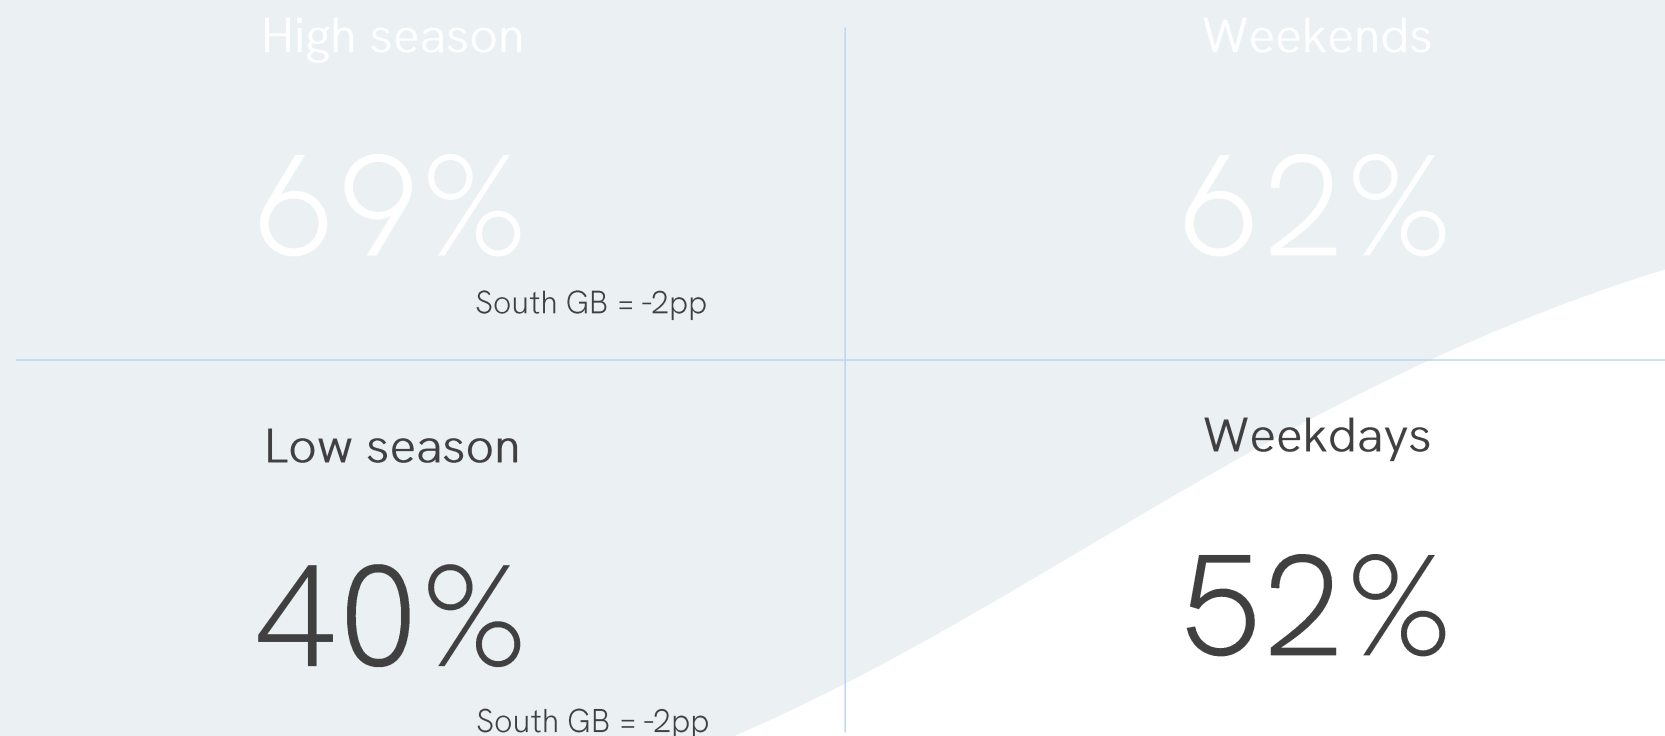 High season
69%
South GB = -2pp
Weekends
62%
Low season
40%
South GB = -2pp
Weekdays
52%